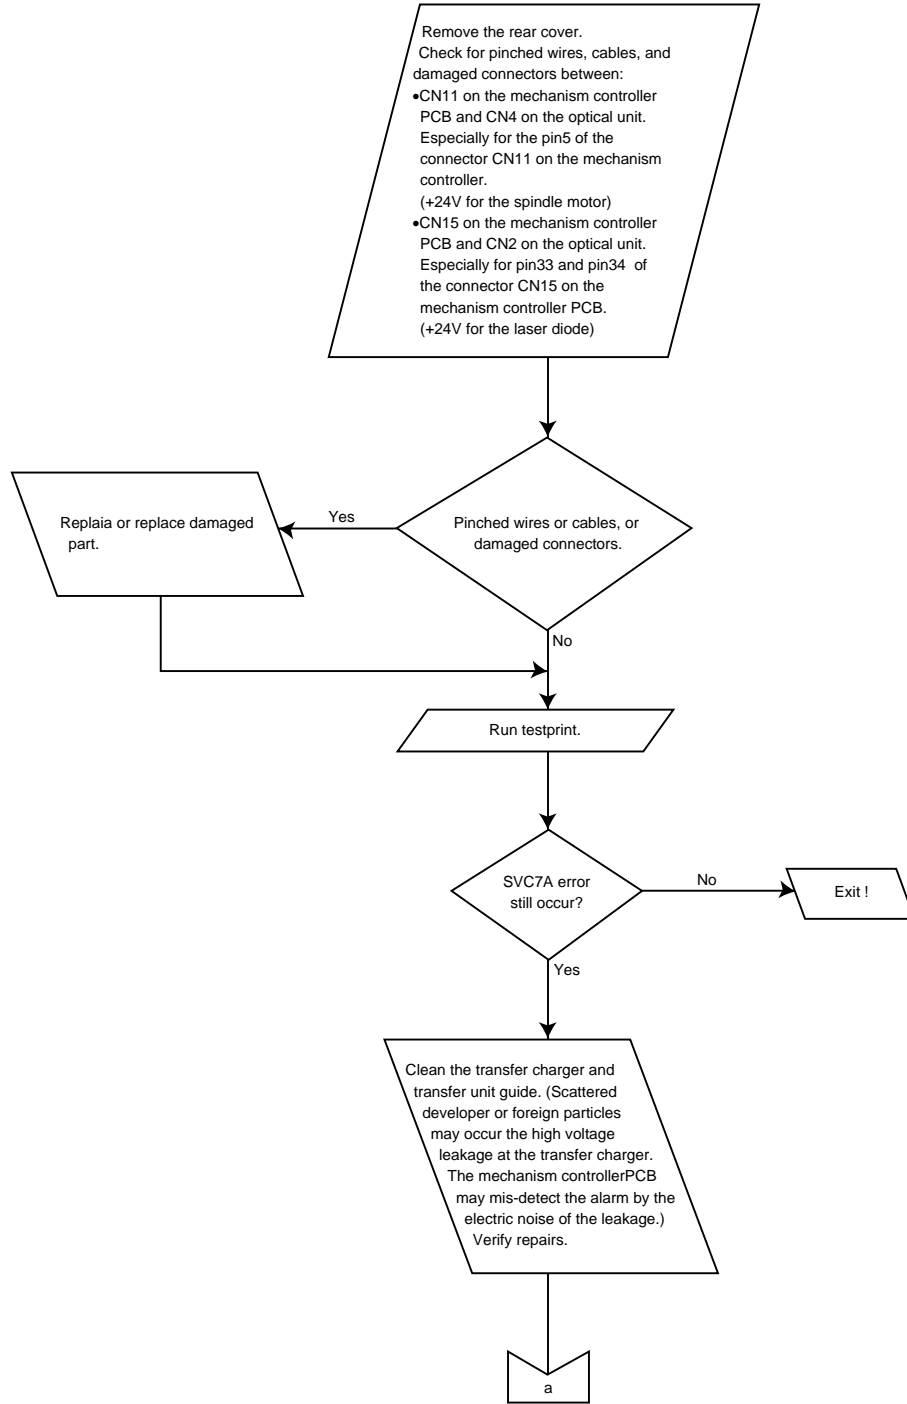 Remove the rear cover.
Check for pinched wires, cables, and
damaged connectors between:
•CN11 on the mechanism controller
PCB and CN4 on the optical unit.
Especially for the pin5 of the
connector CN11 on the mechanism
controller.
(+24V for the spindle motor)
•CN15 on the mechanism controller
PCB and CN2 on the optical unit.
Especially for pin33 and pin34 of
the connector CN15 on the
mechanism controller PCB.
(+24V for the laser diode)
Pinched wires or cables, or
damaged connectors.
Yes
Replaia or replace damaged
part.
No
Run testprint.
SVC7A error
still occur?
No
Exit !
Yes
Clean the transfer charger and
transfer unit guide. (Scattered
developer or foreign particles
may occur the high voltage
leakage at the transfer charger.
The mechanism controllerPCB
may mis-detect the alarm by the
electric noise of the leakage.)
Verify repairs.
a